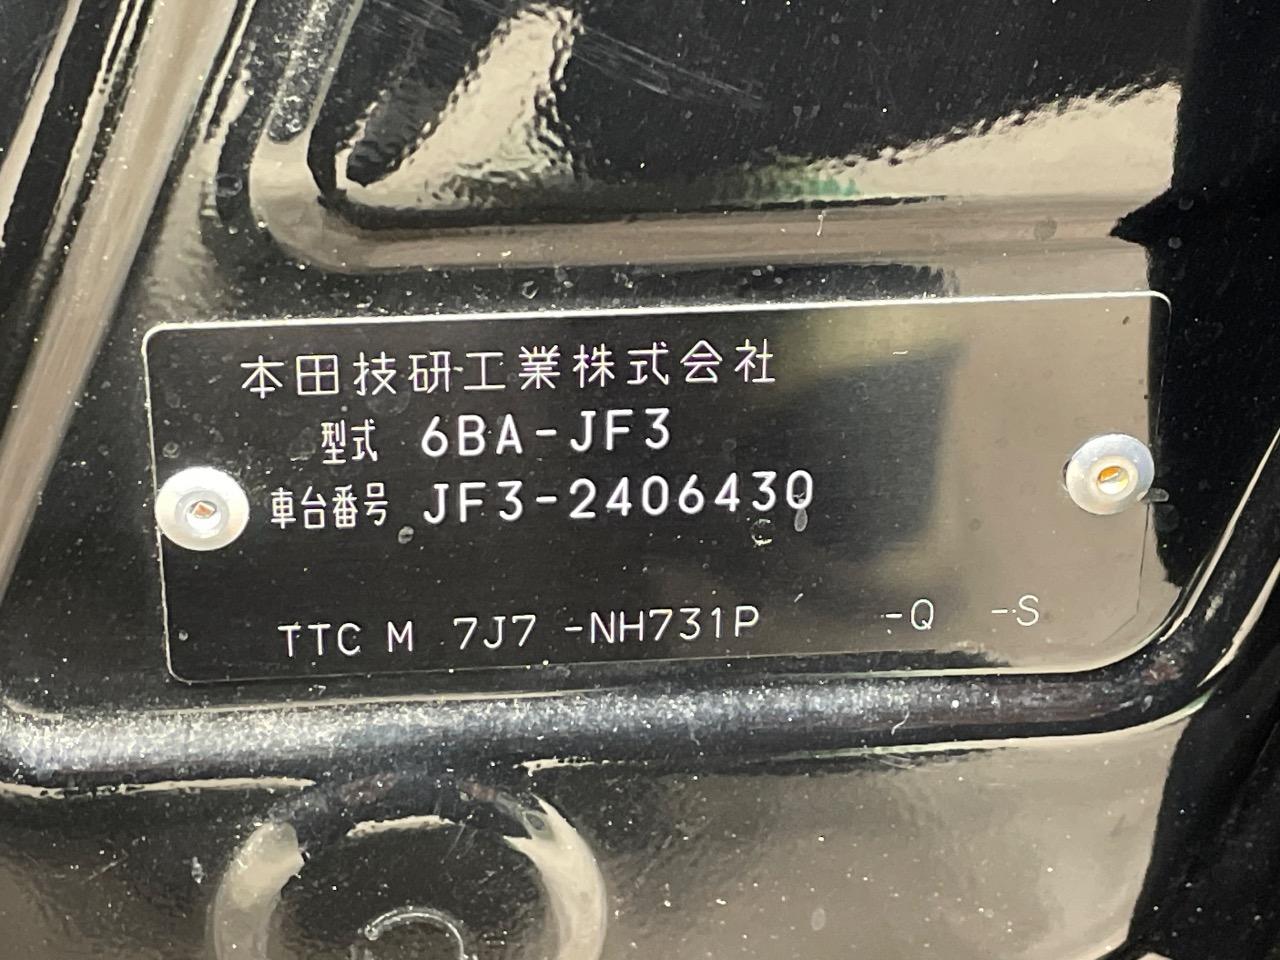 本田技研工業株式会社
型式 6BA-JF3
車台番号 JF3-2406430
TTC M 7J7 -NH731P -Q -S